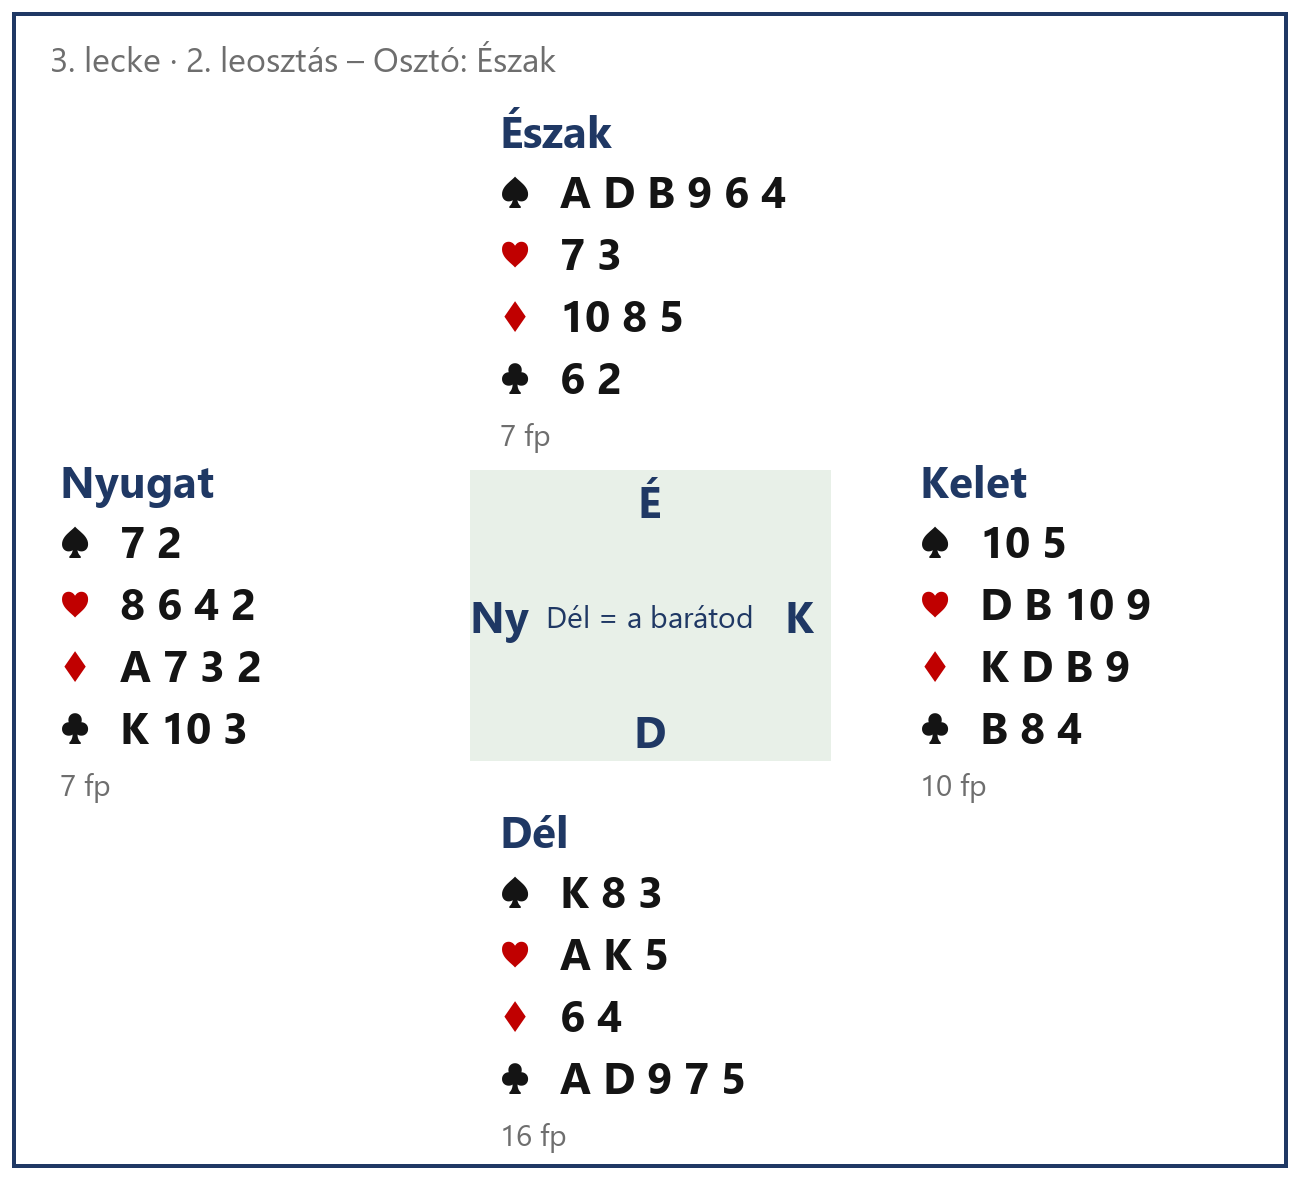 3. lecke · 2. leosztás – Osztó: Észak
Észak
♠ A D B 9 6 4
♥ 7 3
♦ 10 8 5
♣ 6 2
7 fp
Nyugat
♠ 7 2
♥ 8 6 4 2
♦ A 7 3 2
♣ K 10 3
7 fp
É
Ny Dél = a barátod K
D
Kelet
♠ 10 5
♥ D B 10 9
♦ K D B 9
♣ B 8 4
10 fp
Dél
♠ K 8 3
♥ A K 5
♦ 6 4
♣ A D 9 7 5
16 fp